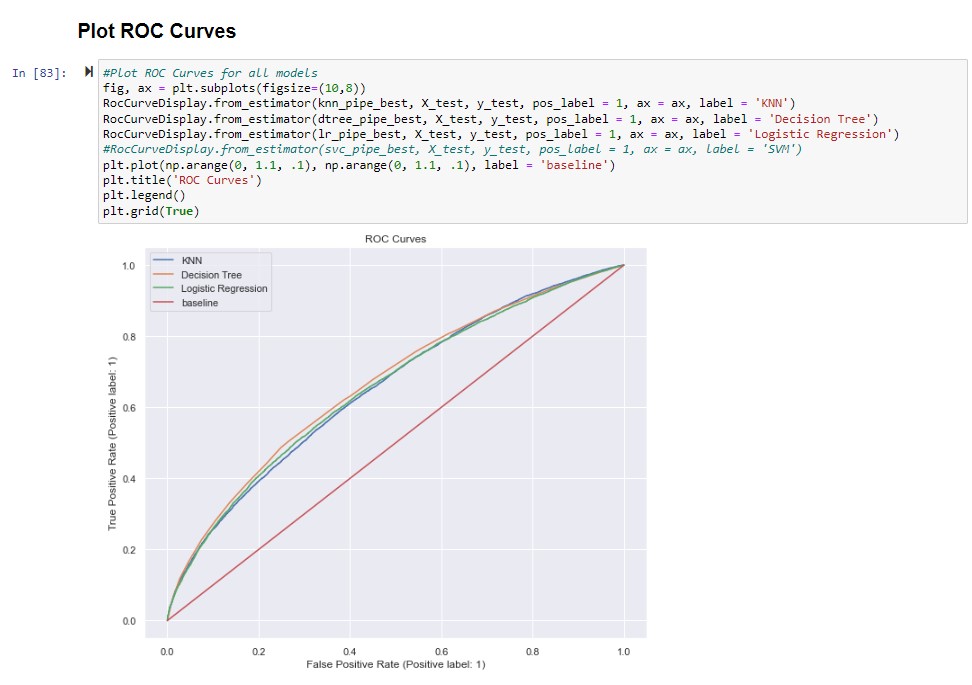 Plot ROC Curves
In [83]:
#Plot ROC Curves for all models
fig, ax = plt.subplots(figsize=(10,8))
RocCurveDisplay.from_estimator(knn_pipe_best, X_test, y_test, pos_label = 1, ax = ax, label = 'KNN')
RocCurveDisplay.from_estimator(dtree_pipe_best, X_test, y_test, pos_label = 1, ax = ax, label = 'Decision Tree')
RocCurveDisplay.from_estimator(lr_pipe_best, X_test, y_test, pos_label = 1, ax = ax, label = 'Logistic Regression')
#RocCurveDisplay.from_estimator(svc_pipe_best, X_test, y_test, pos_label = 1, ax = ax, label = 'SVM')
plt.plot(np.arange(0, 1.1, .1), np.arange(0, 1.1, .1), label = 'baseline')
plt.title('ROC Curves')
plt.legend()
plt.grid(True)
ROC Curves
KNN
Decision Tree
Logistic Regression
baseline
True Positive Rate (Positive label: 1)
1.0
0.8
0.6
0.4
0.2
0.0
0.0 0.2 0.4 0.6 0.8 1.0
False Positive Rate (Positive label: 1)